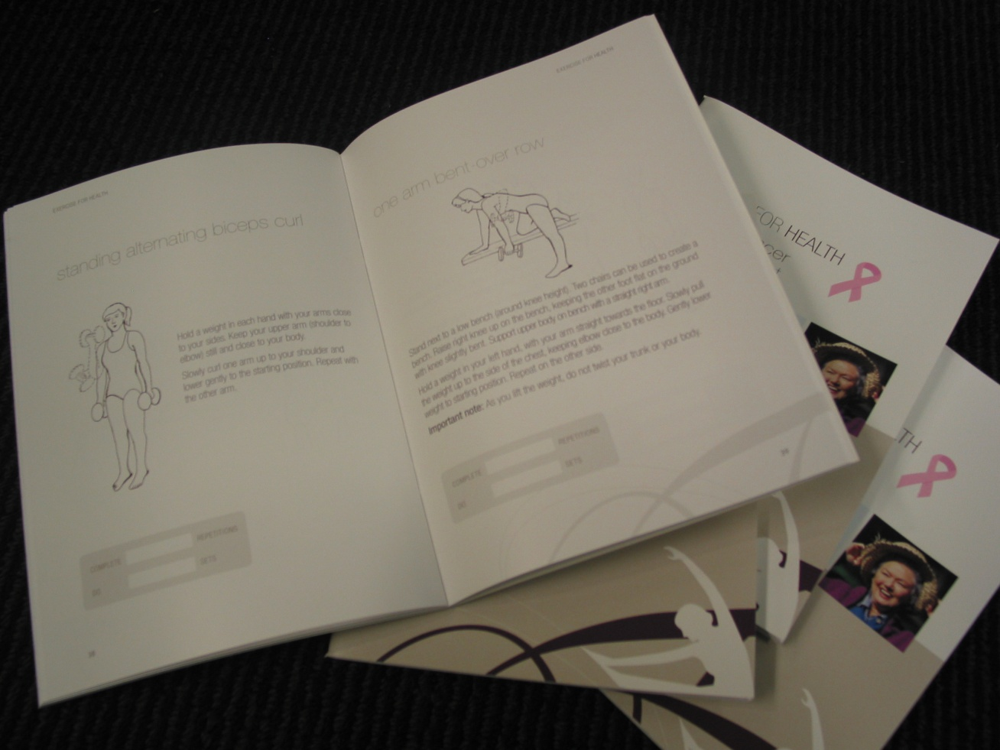 EXERCISE FOR HEALTH
standing alternating biceps curl
Hold a weight in each hand with your arms close
to your sides. Keep your upper arm (shoulder to
elbow) still and close to your body.
Slowly curl one arm up to your shoulder and
lower gently to the starting position. Repeat with
the other arm.
COMPLETE REPETITIONS
DO SETS
38
EXERCISE FOR HEALTH
one arm bent-over row
Stand next to a low bench (around knee height). Two chairs can be used to create a
bench. Raise right knee up on the bench, keeping the other foot flat on the ground
with knee slightly bent. Support upper body on bench with a straight right arm.
Hold a weight in your left hand, with your arm straight towards the floor. Slowly pull
the weight up to the side of the chest, keeping elbow close to the body. Gently lower
weight to starting position. Repeat on the other side.
Important note: As you lift the weight, do not twist your trunk or your body.
COMPLETE REPETITIONS
DO SETS
39
FOR HEALTH
cer
TH